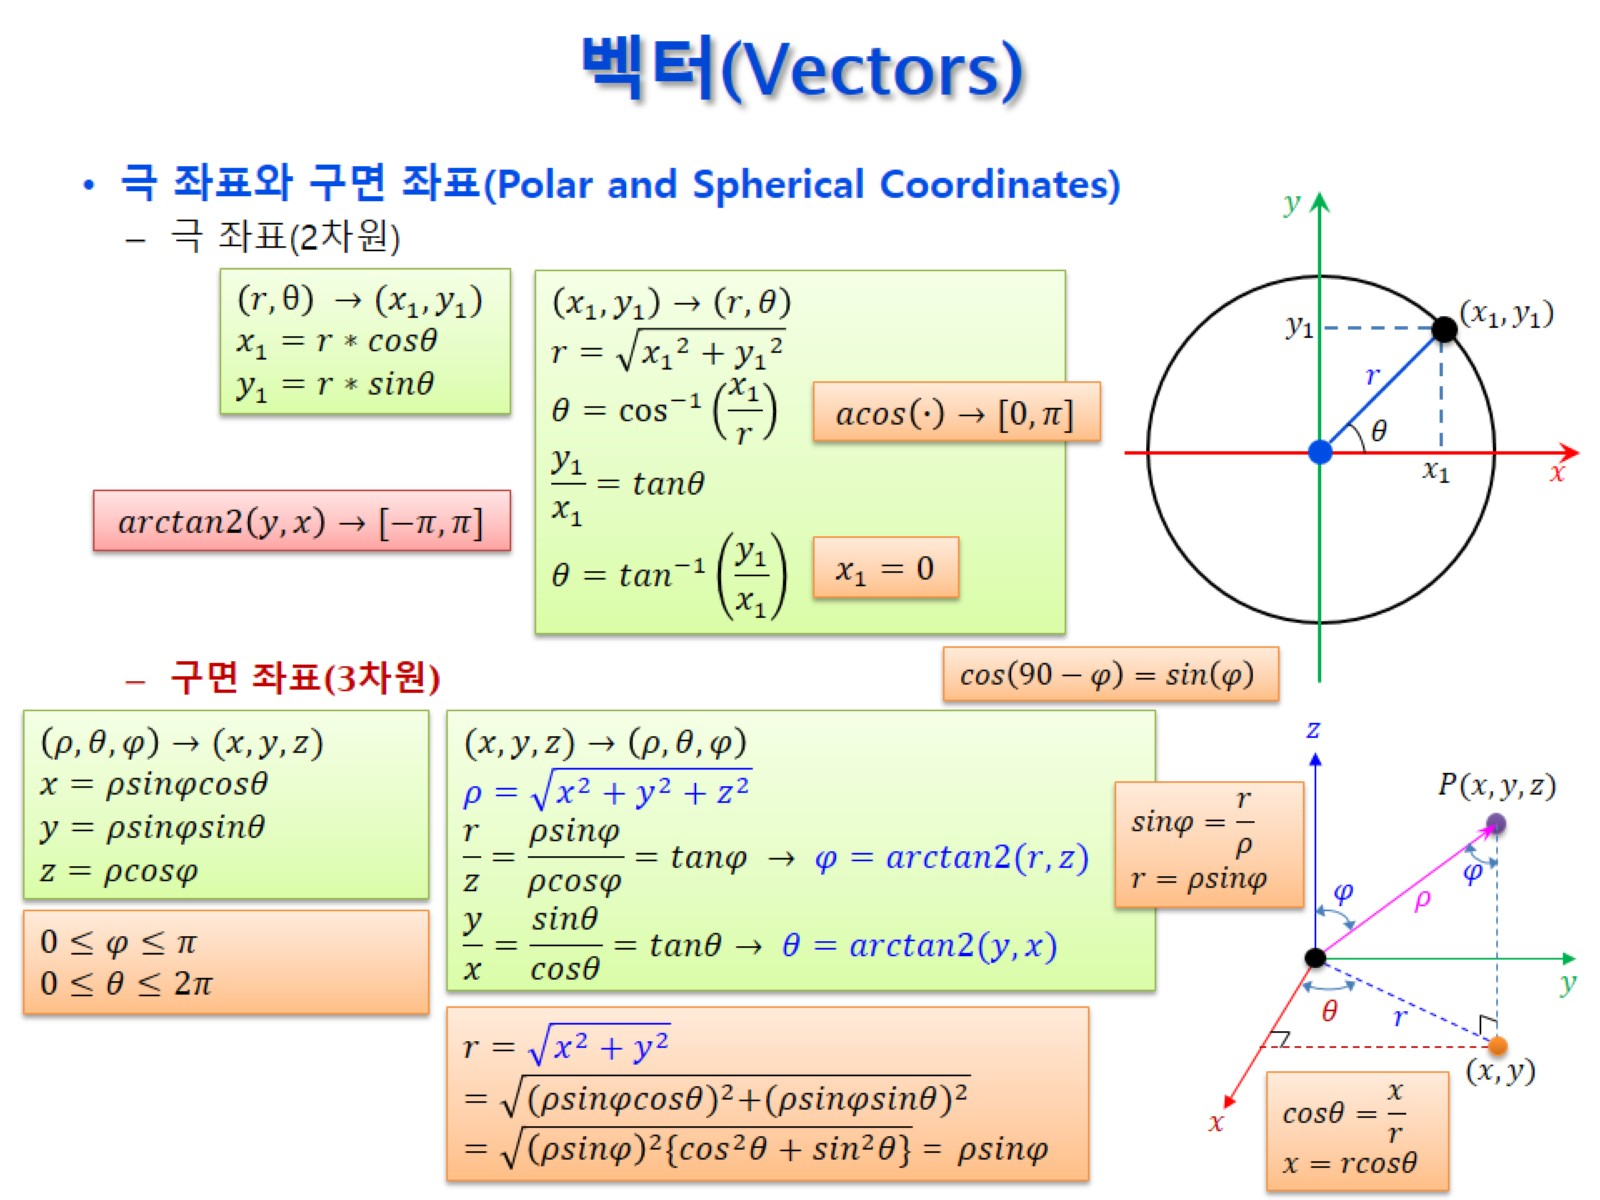 벡터(Vectors)
• 극 좌표와 구면 좌표(Polar and Spherical Coordinates)
– 극 좌표(2차원)
(r, θ) → (x₁, y₁)
x₁ = r ∗ cosθ
y₁ = r ∗ sinθ
arctan2(y, x) → [−π, π]
(x₁, y₁) → (r, θ)
r = √(x₁² + y₁²)
θ = cos⁻¹(x₁/r)
acos(·) → [0, π]
y₁/x₁ = tanθ
θ = tan⁻¹(y₁/x₁)
x₁ = 0
y
y₁
(x₁, y₁)
r
θ
x₁
x
– 구면 좌표(3차원)
cos(90 − φ) = sin(φ)
(ρ, θ, φ) → (x, y, z)
x = ρsinφcosθ
y = ρsinφsinθ
z = ρcosφ
0 ≤ φ ≤ π
0 ≤ θ ≤ 2π
(x, y, z) → (ρ, θ, φ)
ρ = √(x² + y² + z²)
r/z = ρsinφ/ρcosφ = tanφ → φ = arctan2(r, z)
y/x = sinθ/cosθ = tanθ → θ = arctan2(y, x)
r = √(x² + y²)
= √((ρsinφcosθ)²+(ρsinφsinθ)²)
= √((ρsinφ)²{cos²θ + sin²θ}) = ρsinφ
sinφ = r/ρ
r = ρsinφ
z
P(x, y, z)
φ
φ
ρ
y
θ
r
(x, y)
x
cosθ = x/r
x = rcosθ